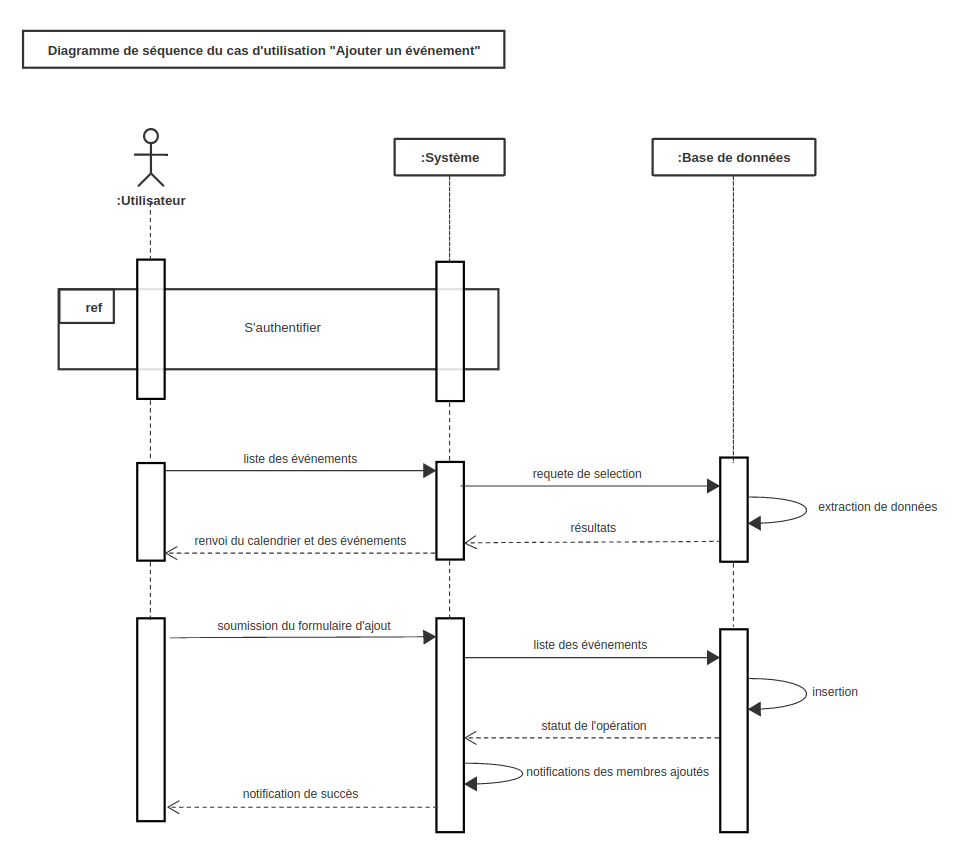 Diagramme de séquence du cas d'utilisation "Ajouter un événement"
:Utilisateur
:Système
:Base de données
ref
S'authentifier
liste des événements
requete de selection
extraction de données
résultats
renvoi du calendrier et des événements
soumission du formulaire d'ajout
liste des événements
insertion
statut de l'opération
notifications des membres ajoutés
notification de succès